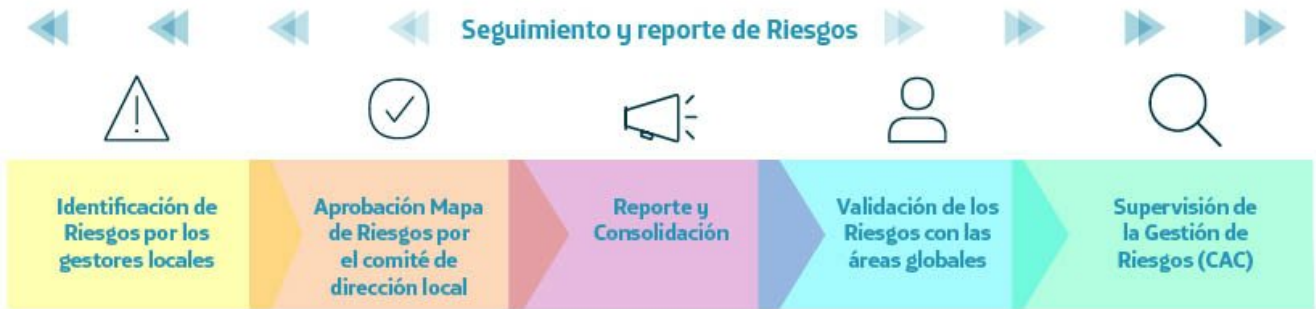 Seguimiento y reporte de Riesgos
Identificación de
Riesgos por los
gestores locales
Aprobación Mapa
de Riesgos por
el comité de
dirección local
Reporte y
Consolidación
Validación de los
Riesgos con las
áreas globales
Supervisión de
la Gestión de
Riesgos (CAC)